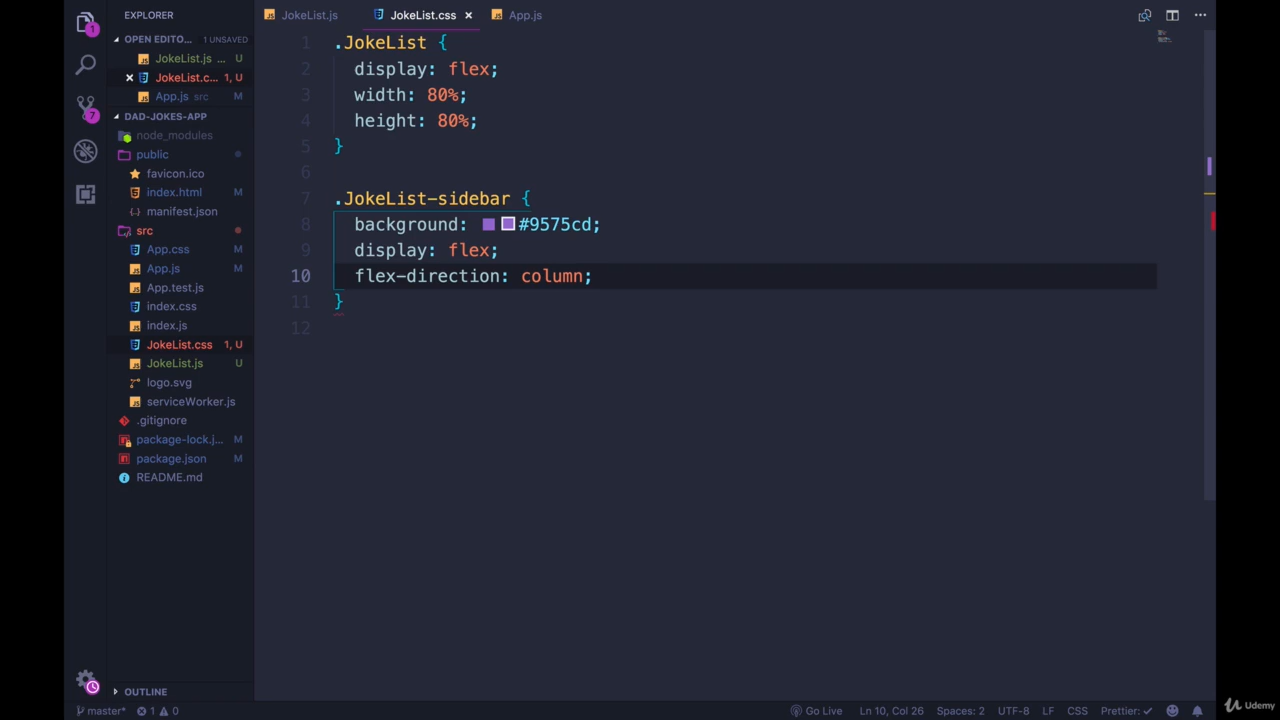 EXPLORER
OPEN EDITO... 1 UNSAVED
JokeList.js ... U
JokeList.c... 1, U
App.js src M
DAD-JOKES-APP
node_modules
public
favicon.ico
index.html M
manifest.json
src
App.css M
App.js M
App.test.js
index.css
index.js
JokeList.css 1, U
JokeList.js U
logo.svg
serviceWorker.js
.gitignore
package-lock.j... M
package.json M
README.md
OUTLINE
1
7
JokeList.js JokeList.css × App.js
1 .JokeList {
2 display: flex;
3 width: 80%;
4 height: 80%;
5 }
6
7 .JokeList-sidebar {
8 background: #9575cd;
9 display: flex;
10 flex-direction: column;
11 }
12
master* 1 0 Go Live Ln 10, Col 26 Spaces: 2 UTF-8 LF CSS Prettier: ✓
Udemy